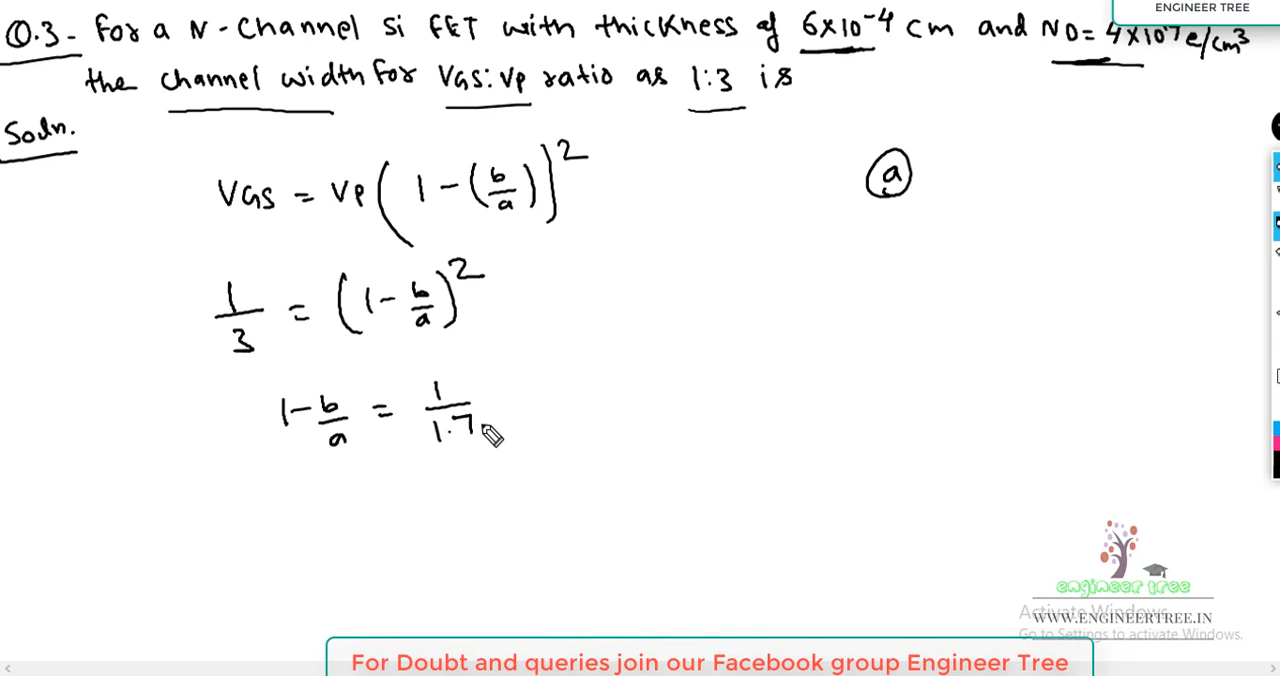 ENGINEER TREE
Q.3- For a N-Channel Si FET with thickness of 6×10⁻⁴ cm and ND= 4×10¹⁷ e/cm³
the channel width for VGS:Vp ratio as 1:3 is
Soln.
VGS = VP(1-(b/a)]²
a
1/3 = (1-b/a)²
1-b/a = 1/1.7
engineer tree
WWW.ENGINEERTREE.IN
Activate Windows
Go to Settings to activate Windows.
For Doubt and queries join our Facebook group Engineer Tree